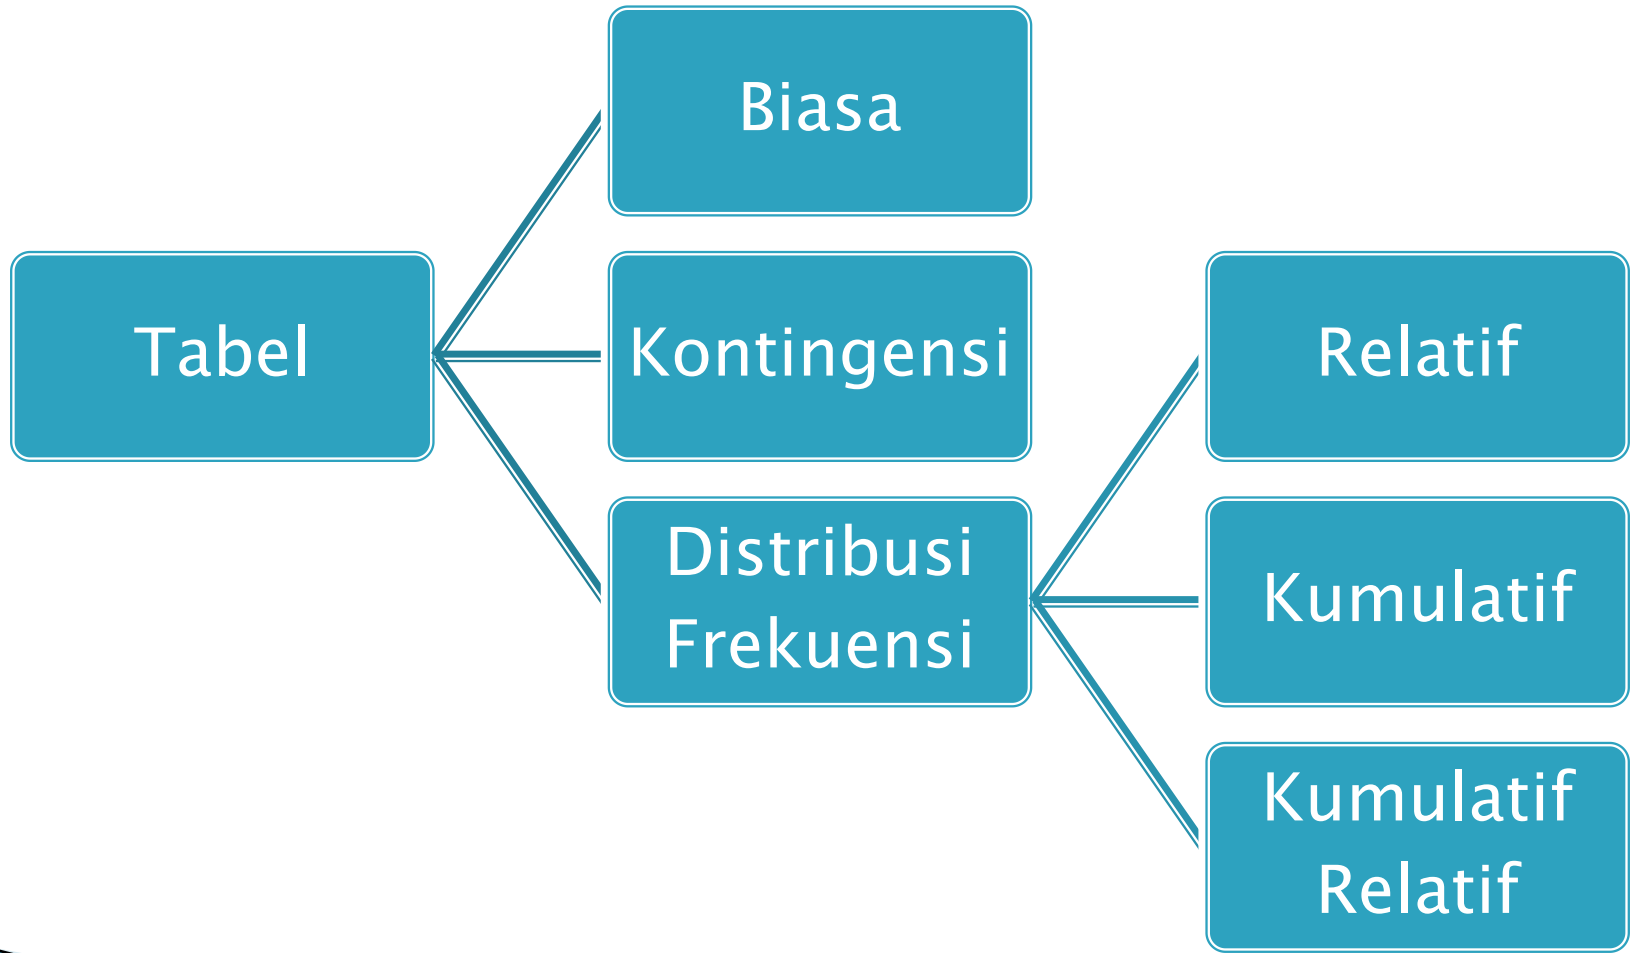 Tabel
Biasa
Kontingensi
Distribusi
Frekuensi
Relatif
Kumulatif
Kumulatif
Relatif